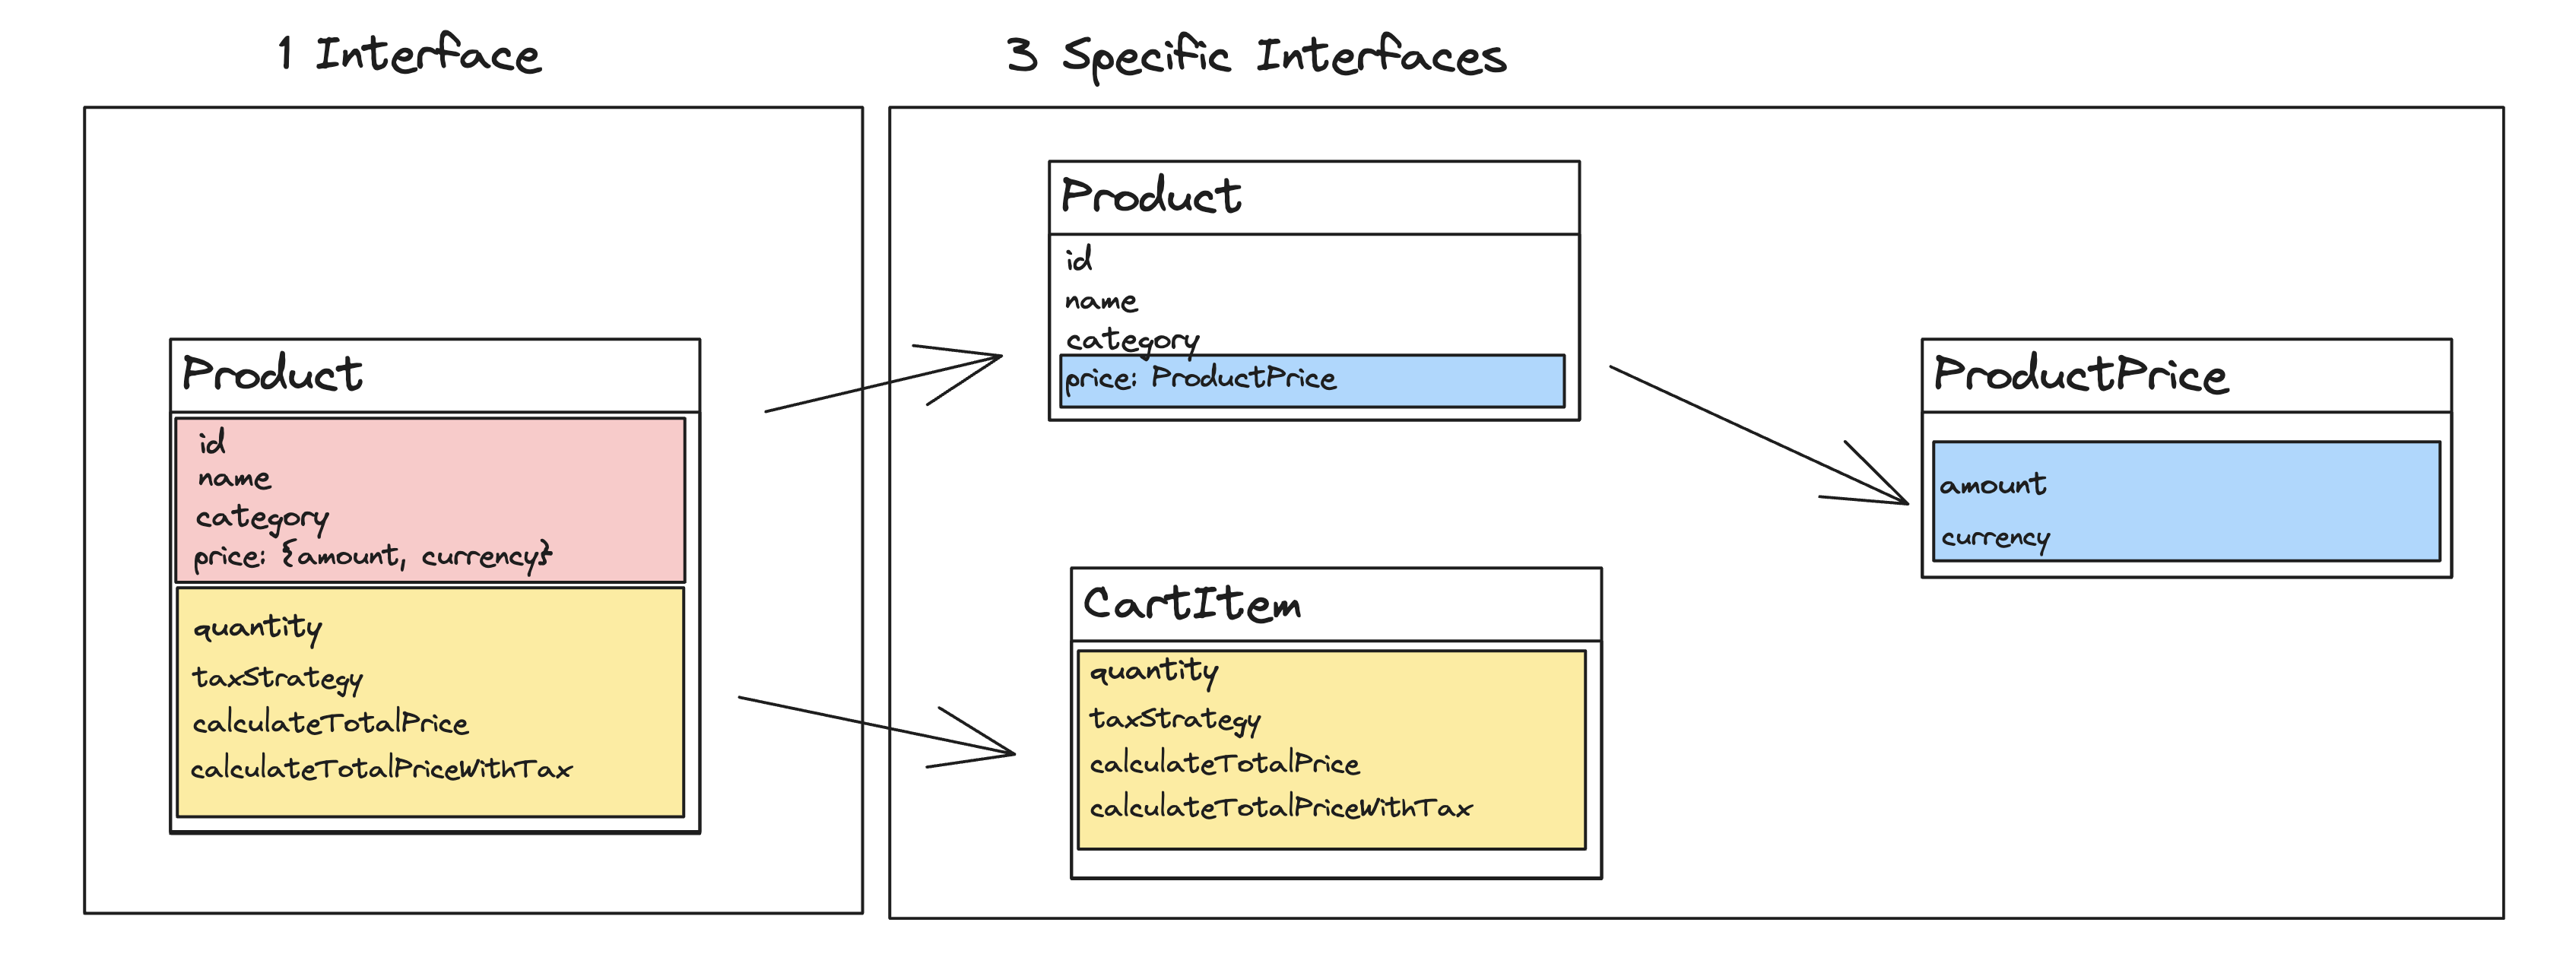 1 Interface
3 Specific Interfaces
Product
id
name
category
price: {amount, currency}
quantity
taxStrategy
calculateTotalPrice
calculateTotalPriceWithTax
Product
id
name
category
price: ProductPrice
CartItem
quantity
taxStrategy
calculateTotalPrice
calculateTotalPriceWithTax
ProductPrice
amount
currency